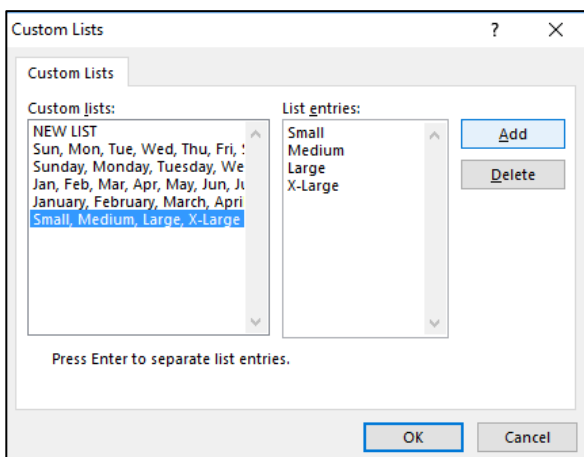 Custom Lists
?
Custom Lists
Custom lists:
NEW LIST
Sun, Mon, Tue, Wed, Thu, Fri, S
Sunday, Monday, Tuesday, We
Jan, Feb, Mar, Apr, May, Jun, Ju
January, February, March, Apri
Small, Medium, Large, X-Large
List entries:
Small
Medium
Large
X-Large
Add
Delete
Press Enter to separate list entries.
OK
Cancel